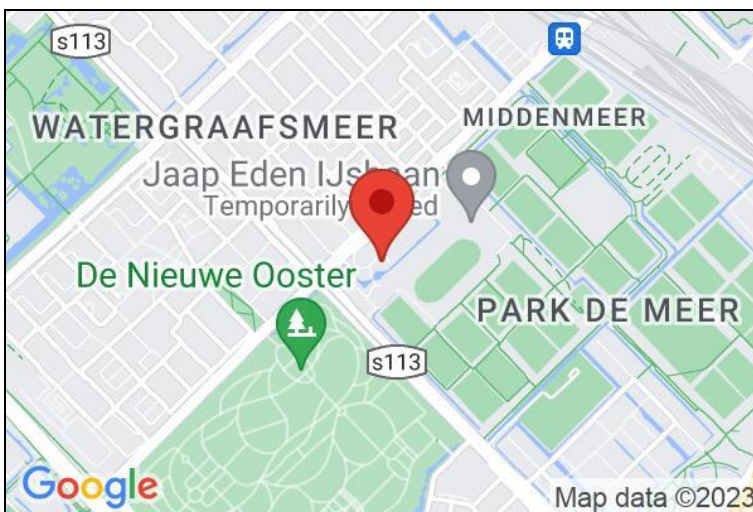 s113
WATERGRAAFSMEER
MIDDENMEER
Jaap Eden
Temporarily
De Nieuwe Ooster
PARK DE MEER
s113
Google
Map data ©2023